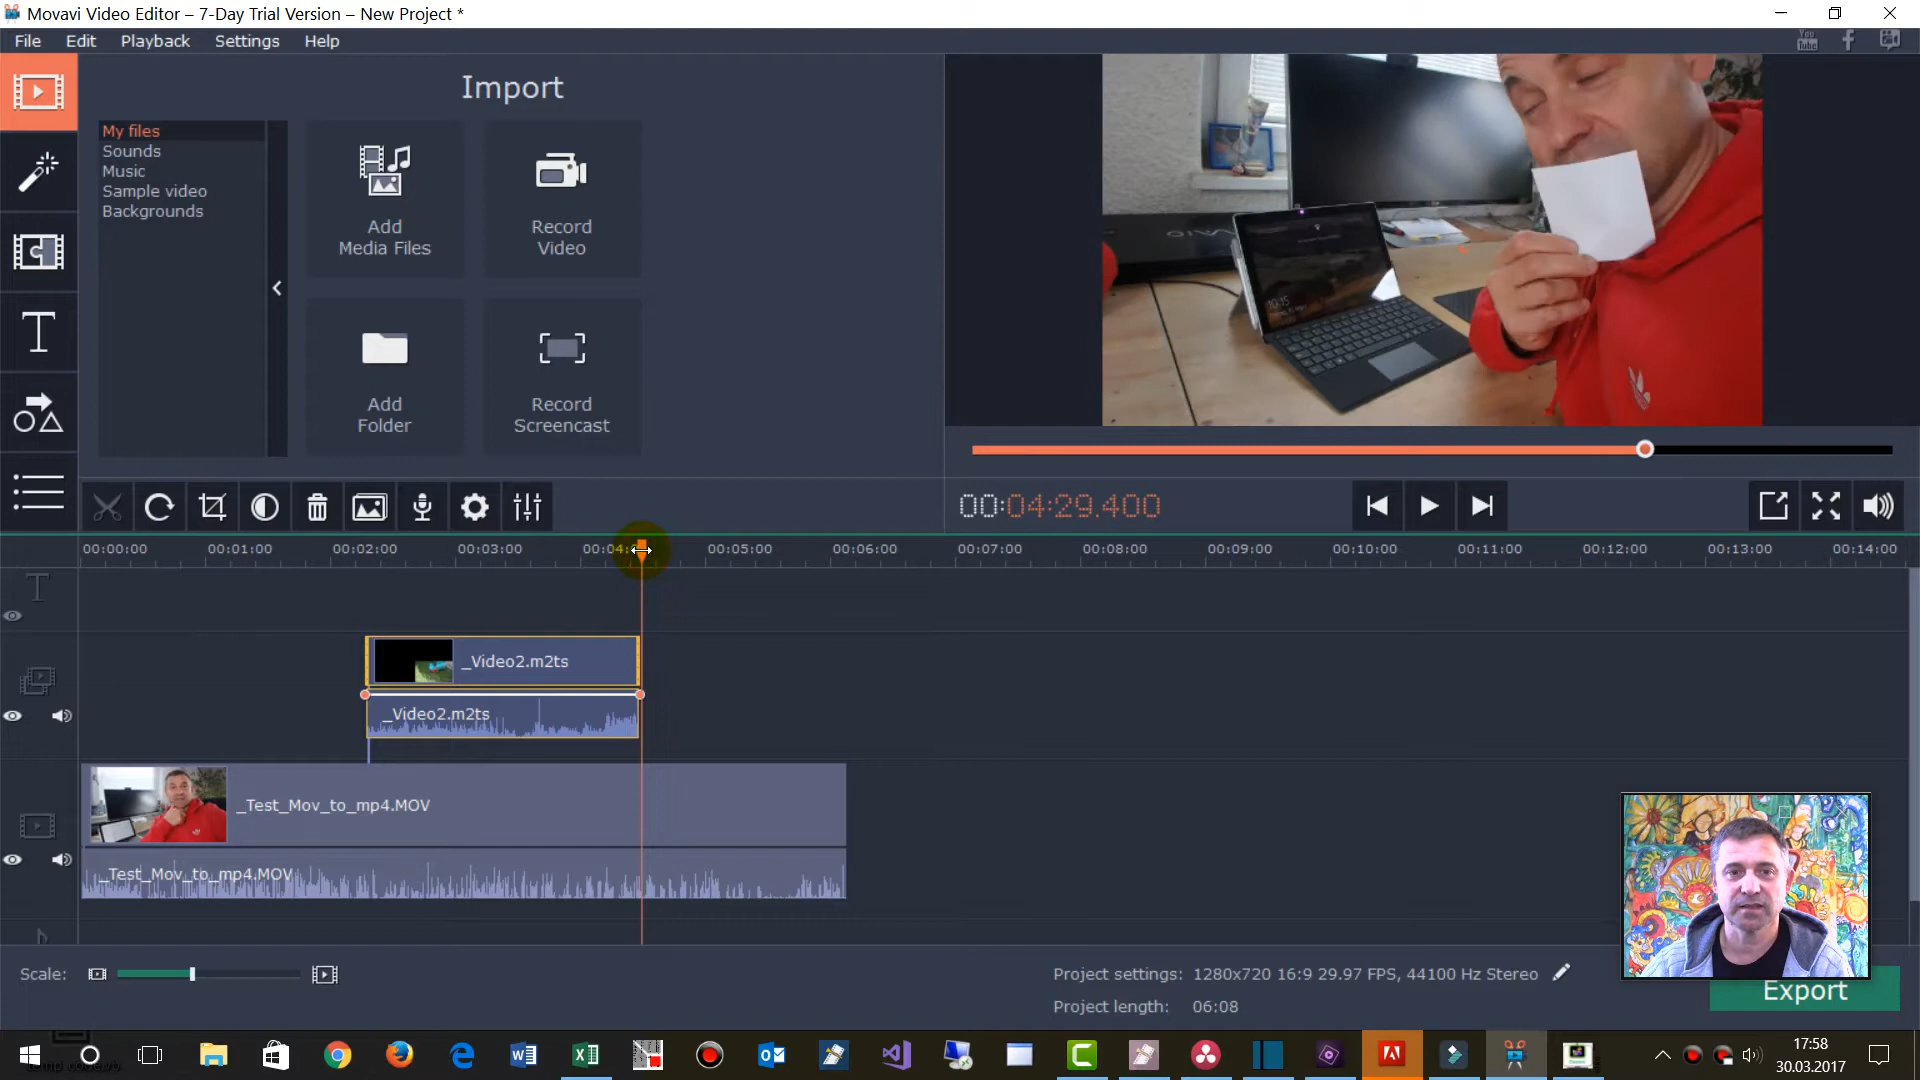 Movavi Video Editor – 7-Day Trial Version – New Project *
File Edit Playback Settings Help
You
Import
My files
Sounds
Music
Sample video
Backgrounds
Add
Media Files
Record
Video
Add
Folder
Record
Screencast
10:15
00:04:29.400
00:00:00 00:01:00 00:02:00 00:03:00 00:04: 00:05:00 00:06:00 00:07:00 00:08:00 00:09:00 00:10:00 00:11:00 00:12:00 00:13:00 00:14:00
_Video2.m2ts
_Video2.m2ts
_Test_Mov_to_mp4.MOV
_Test_Mov_to_mp4.MOV
Scale:
Project settings: 1280x720 16:9 29.97 FPS, 44100 Hz Stereo
Project length: 06:08
Export
17:58
30.03.2017